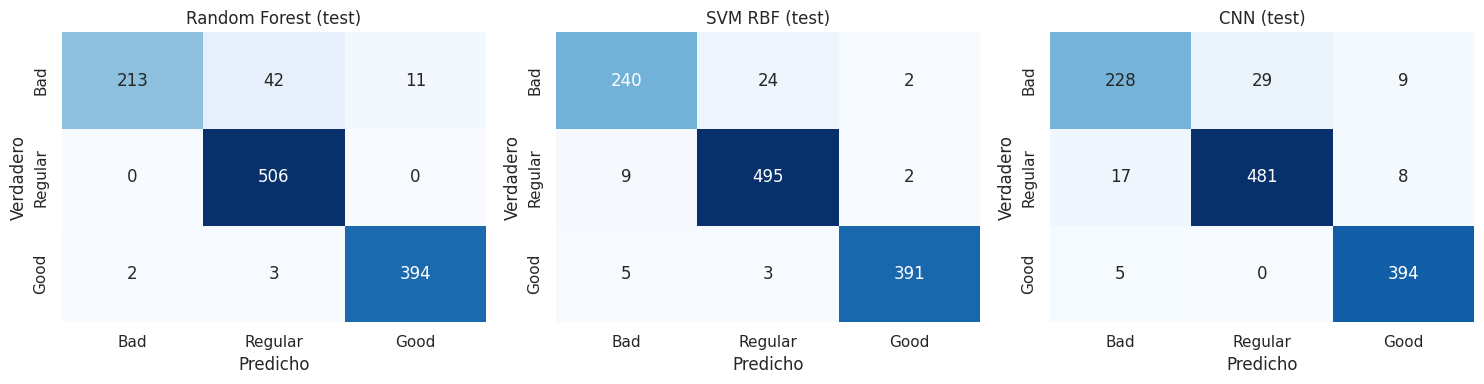 Random Forest (test)
Verdadero
Bad
Regular
Good
213 42 11
0 506 0
2 3 394
Bad Regular Good
Predicho
SVM RBF (test)
Verdadero
Bad
Regular
Good
240 24 2
9 495 2
5 3 391
Bad Regular Good
Predicho
CNN (test)
Verdadero
Bad
Regular
Good
228 29 9
17 481 8
5 0 394
Bad Regular Good
Predicho